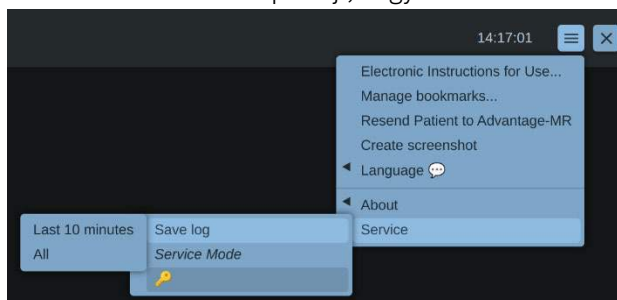 14:17:01
Electronic Instructions for Use...
Manage bookmarks...
Resend Patient to Advantage-MR
Create screenshot
Language
About
Service
Save log
Service Mode
Last 10 minutes
All